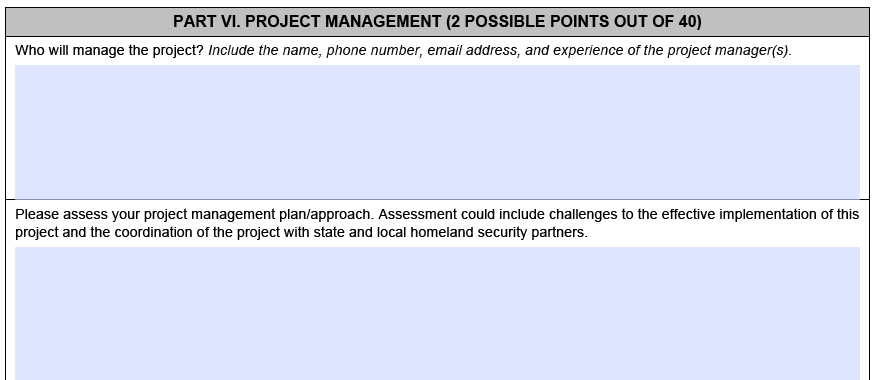 PART VI. PROJECT MANAGEMENT (2 POSSIBLE POINTS OUT OF 40)
Who will manage the project? Include the name, phone number, email address, and experience of the project manager(s).
Please assess your project management plan/approach. Assessment could include challenges to the effective implementation of this
project and the coordination of the project with state and local homeland security partners.